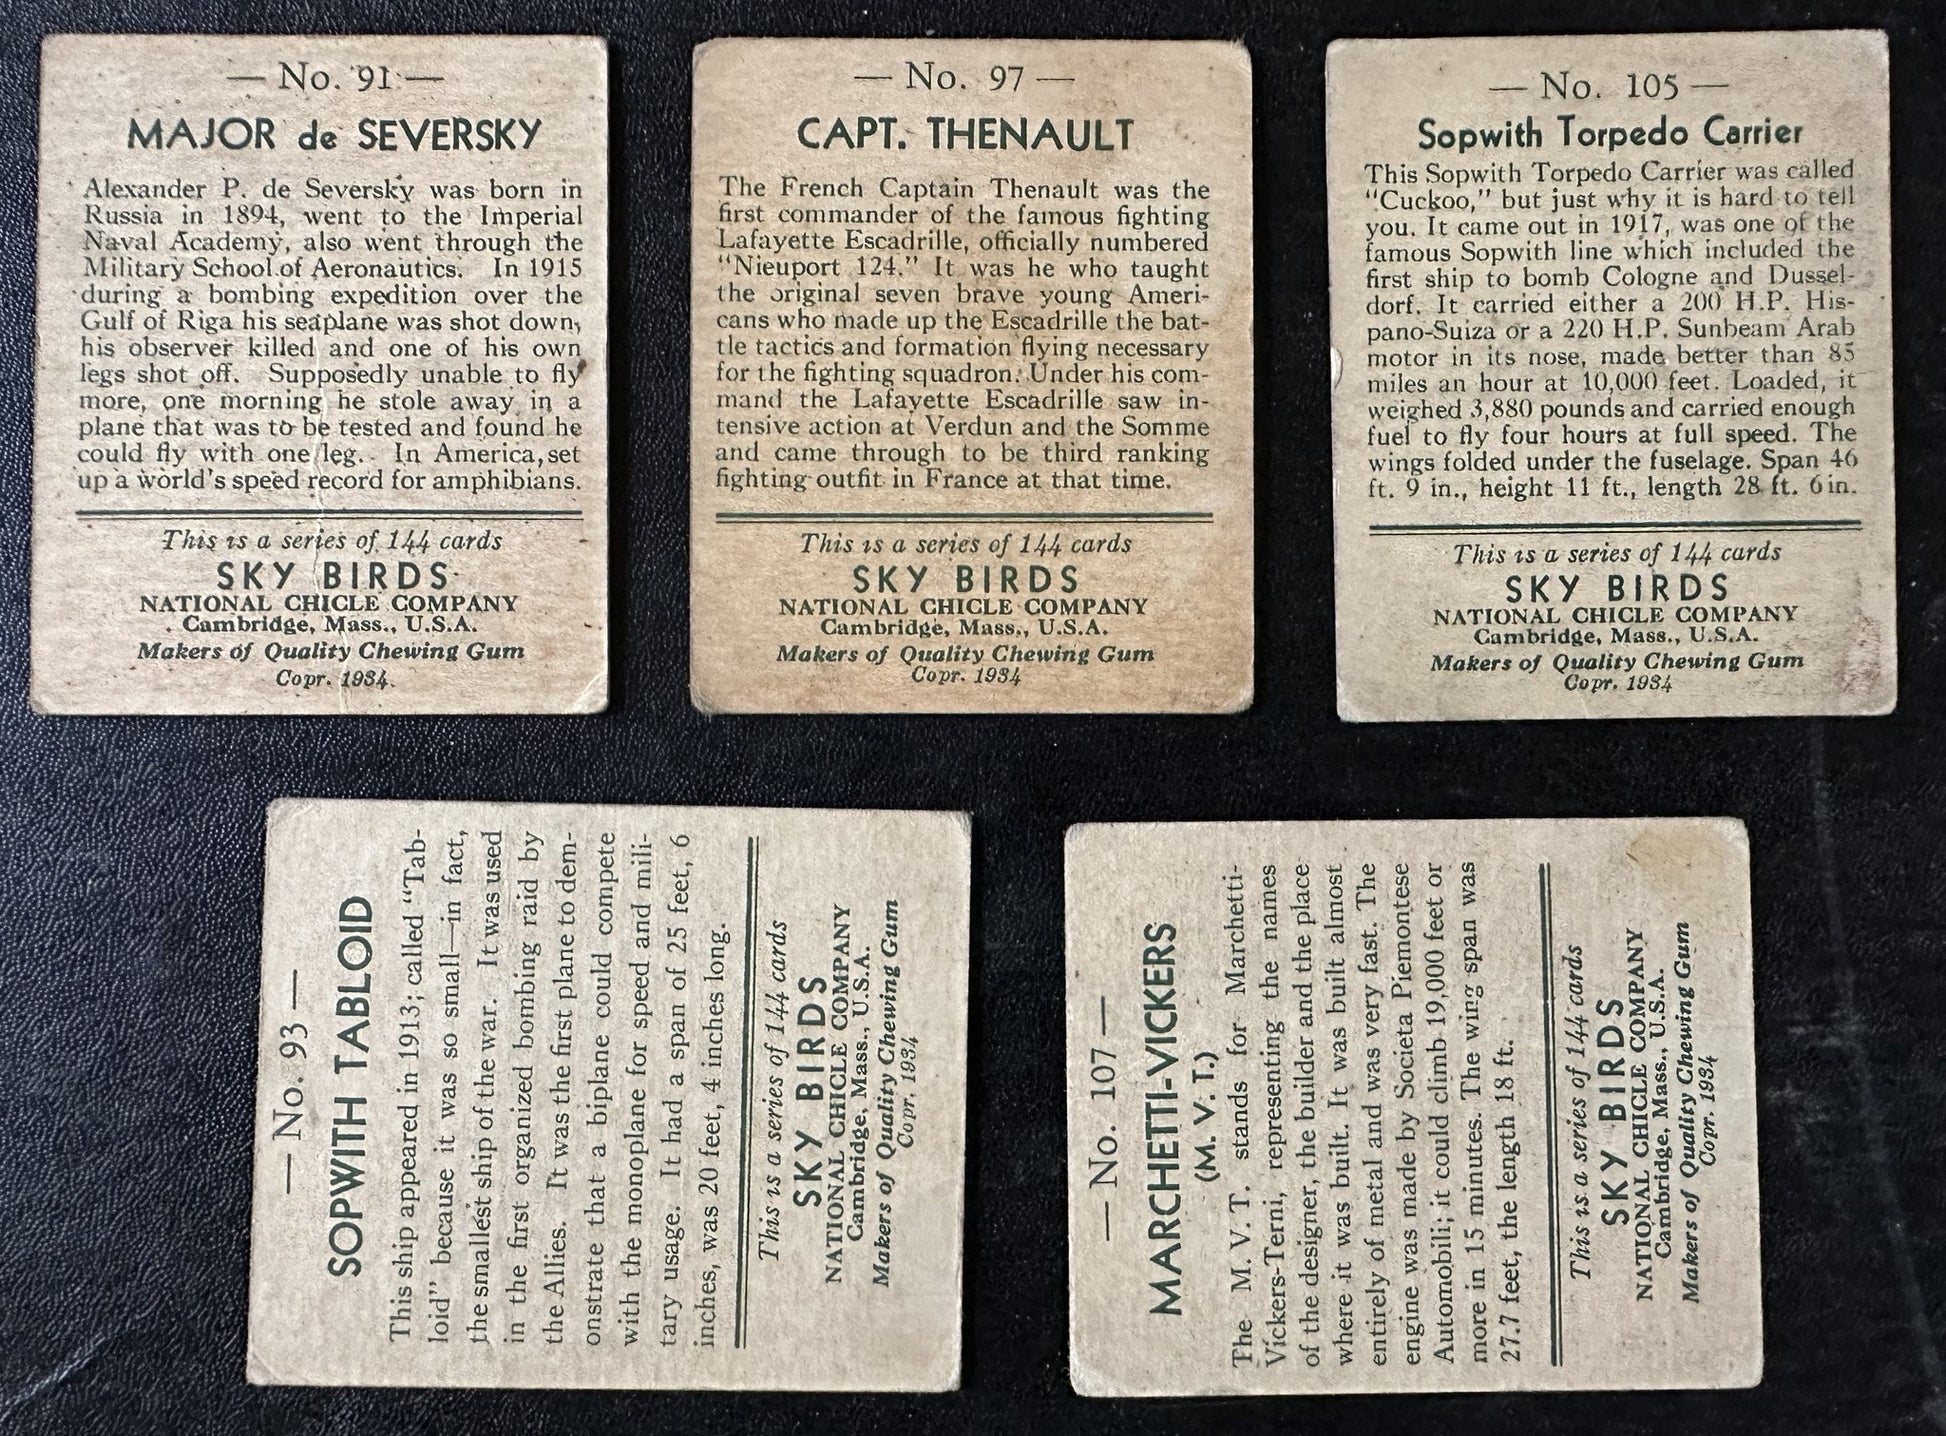 — No. 91 —
MAJOR de SEVERSKY
Alexander P. de Seversky was born in
Russia in 1894, went to the Imperial
Naval Academy, also went through the
Military School of Aeronautics. In 1915
during a bombing expedition over the
Gulf of Riga his seaplane was shot down,
his observer killed and one of his own
legs shot off. Supposedly unable to fly
more, one morning he stole away in a
plane that was to be tested and found he
could fly with one leg. In America, set
up a world's speed record for amphibians.
This is a series of 144 cards
SKY BIRDS
NATIONAL CHICLE COMPANY
Cambridge, Mass., U.S.A.
Makers of Quality Chewing Gum
Copr. 1934
— No. 97 —
CAPT. THENAULT
The French Captain Thenault was the
first commander of the famous fighting
Lafayette Escadrille, officially numbered
"Nieuport 124." It was he who taught
the original seven brave young Ameri-
cans who made up the Escadrille the bat-
tle tactics and formation flying necessary
for the fighting squadron. Under his com-
mand the Lafayette Escadrille saw in-
tensive action at Verdun and the Somme
and came through to be third ranking
fighting outfit in France at that time.
This is a series of 144 cards
SKY BIRDS
NATIONAL CHICLE COMPANY
Cambridge, Mass., U.S.A.
Makers of Quality Chewing Gum
Copr. 1934
— No. 105 —
Sopwith Torpedo Carrier
This Sopwith Torpedo Carrier was called
"Cuckoo," but just why it is hard to tell
you. It came out in 1917, was one of the
famous Sopwith line which included the
first ship to bomb Cologne and Dussel-
dorf. It carried either a 200 H.P. His-
pano-Suiza or a 220 H.P. Sunbeam Arab
motor in its nose, made better than 85
miles an hour at 10,000 feet. Loaded, it
weighed 3,880 pounds and carried enough
fuel to fly four hours at full speed. The
wings folded under the fuselage. Span 46
ft. 9 in., height 11 ft., length 28 ft. 6 in.
This is a series of 144 cards
SKY BIRDS
NATIONAL CHICLE COMPANY
Cambridge, Mass., U.S.A.
Makers of Quality Chewing Gum
Copr. 1934
— No. 93 —
SOPWITH TABLOID
This ship appeared in 1913; called "Tab-
loid" because it was so small—in fact,
the smallest ship of the war. It was used
in the first organized bombing raid by
the Allies. It was the first plane to dem-
onstrate that a biplane could compete
with the monoplane for speed and mili-
tary usage. It had a span of 25 feet, 6
inches, was 20 feet, 4 inches long.
This is a series of 144 cards
SKY BIRDS
NATIONAL CHICLE COMPANY
Cambridge, Mass., U.S.A.
Makers of Quality Chewing Gum
Copr. 1934
— No. 107 —
MARCHETTI-VICKERS
(M. V. T.)
The M. V. T. stands for Marchetti-
Vickers-Terni, representing the names
of the designer, the builder and the place
where it was built. It was built almost
entirely of metal and was very fast. The
engine was made by Societa Piemontese
Automobili; it could climb 19,000 feet or
more in 15 minutes. The wing span was
27.7 feet, the length 18 ft.
This is a series of 144 cards
SKY BIRDS
NATIONAL CHICLE COMPANY
Cambridge, Mass., U.S.A.
Makers of Quality Chewing Gum
Copr. 1934